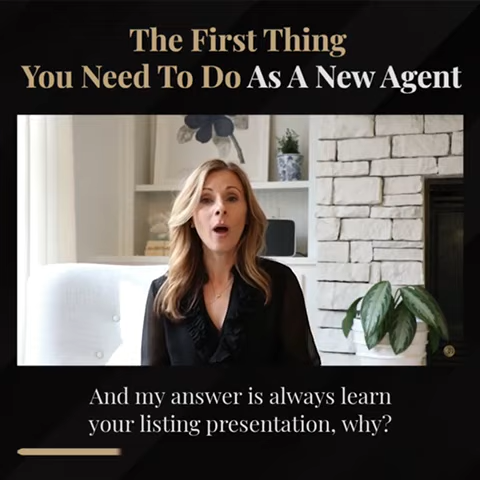 The First Thing
You Need To Do As A New Agent
And my answer is always learn
your listing presentation, why?